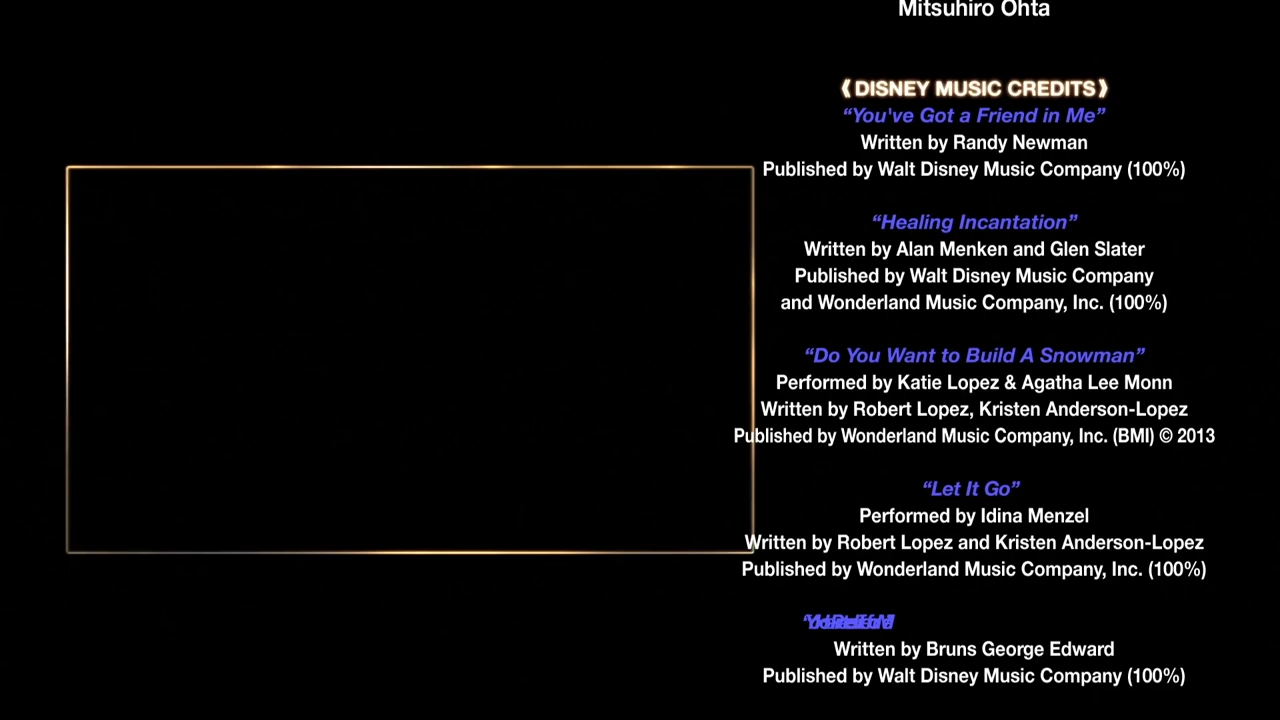 Mitsuhiro Ohta
《DISNEY MUSIC CREDITS》
“You've Got a Friend in Me”
Written by Randy Newman
Published by Walt Disney Music Company (100%)
“Healing Incantation”
Written by Alan Menken and Glen Slater
Published by Walt Disney Music Company
and Wonderland Music Company, Inc. (100%)
“Do You Want to Build A Snowman”
Performed by Katie Lopez & Agatha Lee Monn
Written by Robert Lopez, Kristen Anderson-Lopez
Published by Wonderland Music Company, Inc. (BMI) © 2013
“Let It Go”
Performed by Idina Menzel
Written by Robert Lopez and Kristen Anderson-Lopez
Published by Wonderland Music Company, Inc. (100%)
Written by Bruns George Edward
Published by Walt Disney Music Company (100%)